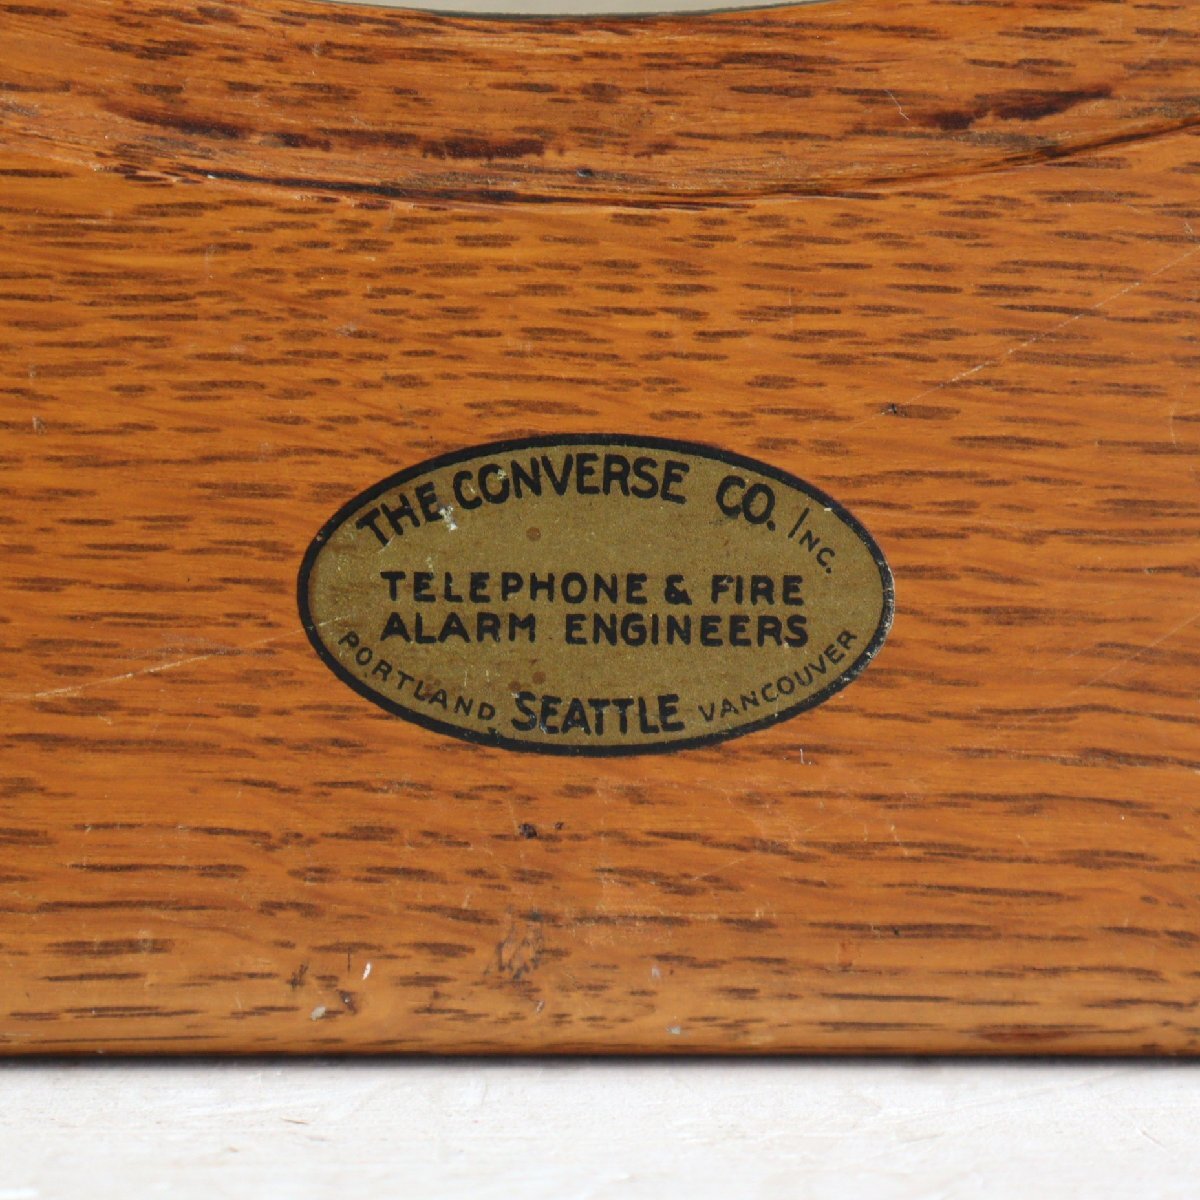 THE CONVERSE CO. INC.
TELEPHONE & FIRE
ALARM ENGINEERS
PORTLAND SEATTLE VANCOUVER